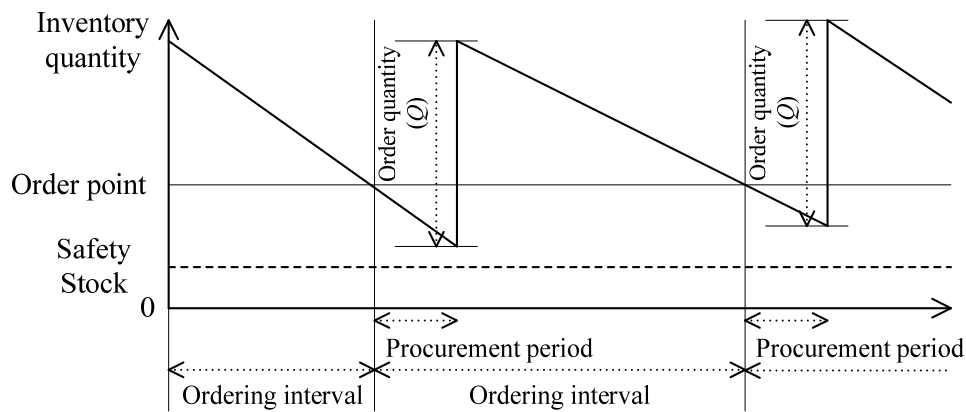 Inventory
quantity
Order quantity
(Q)
Order quantity
(Q)
Order point
Safety
Stock
0
Procurement period
Procurement period
Ordering interval
Ordering interval